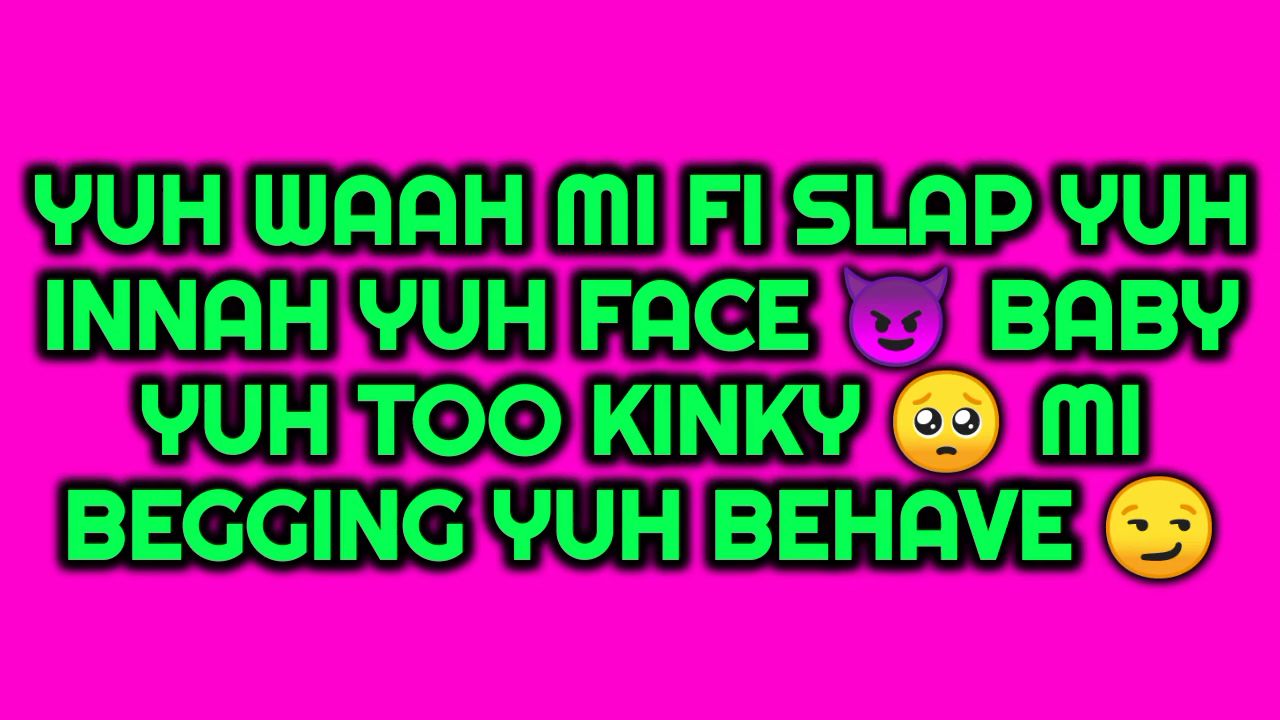 YUH WAAH MI FI SLAP YUH
INNAH YUH FACE 😈 BABY
YUH TOO KINKY 🥺 MI
BEGGING YUH BEHAVE 😏